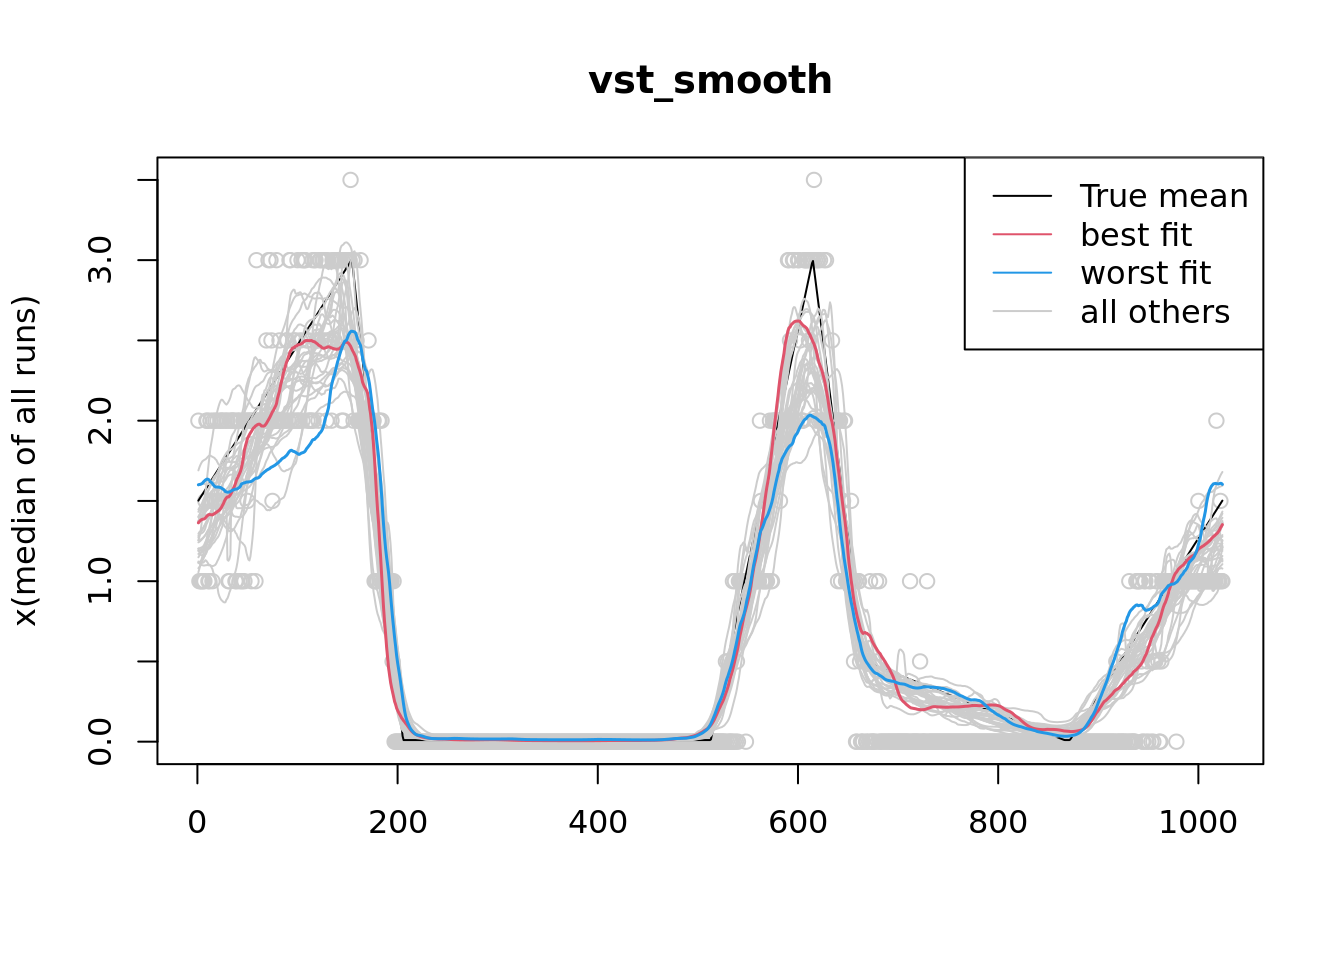 vst_smooth
True mean
best fit
worst fit
all others
x(median of all runs)
3.0
2.0
1.0
0.0
0 200 400 600 800 1000